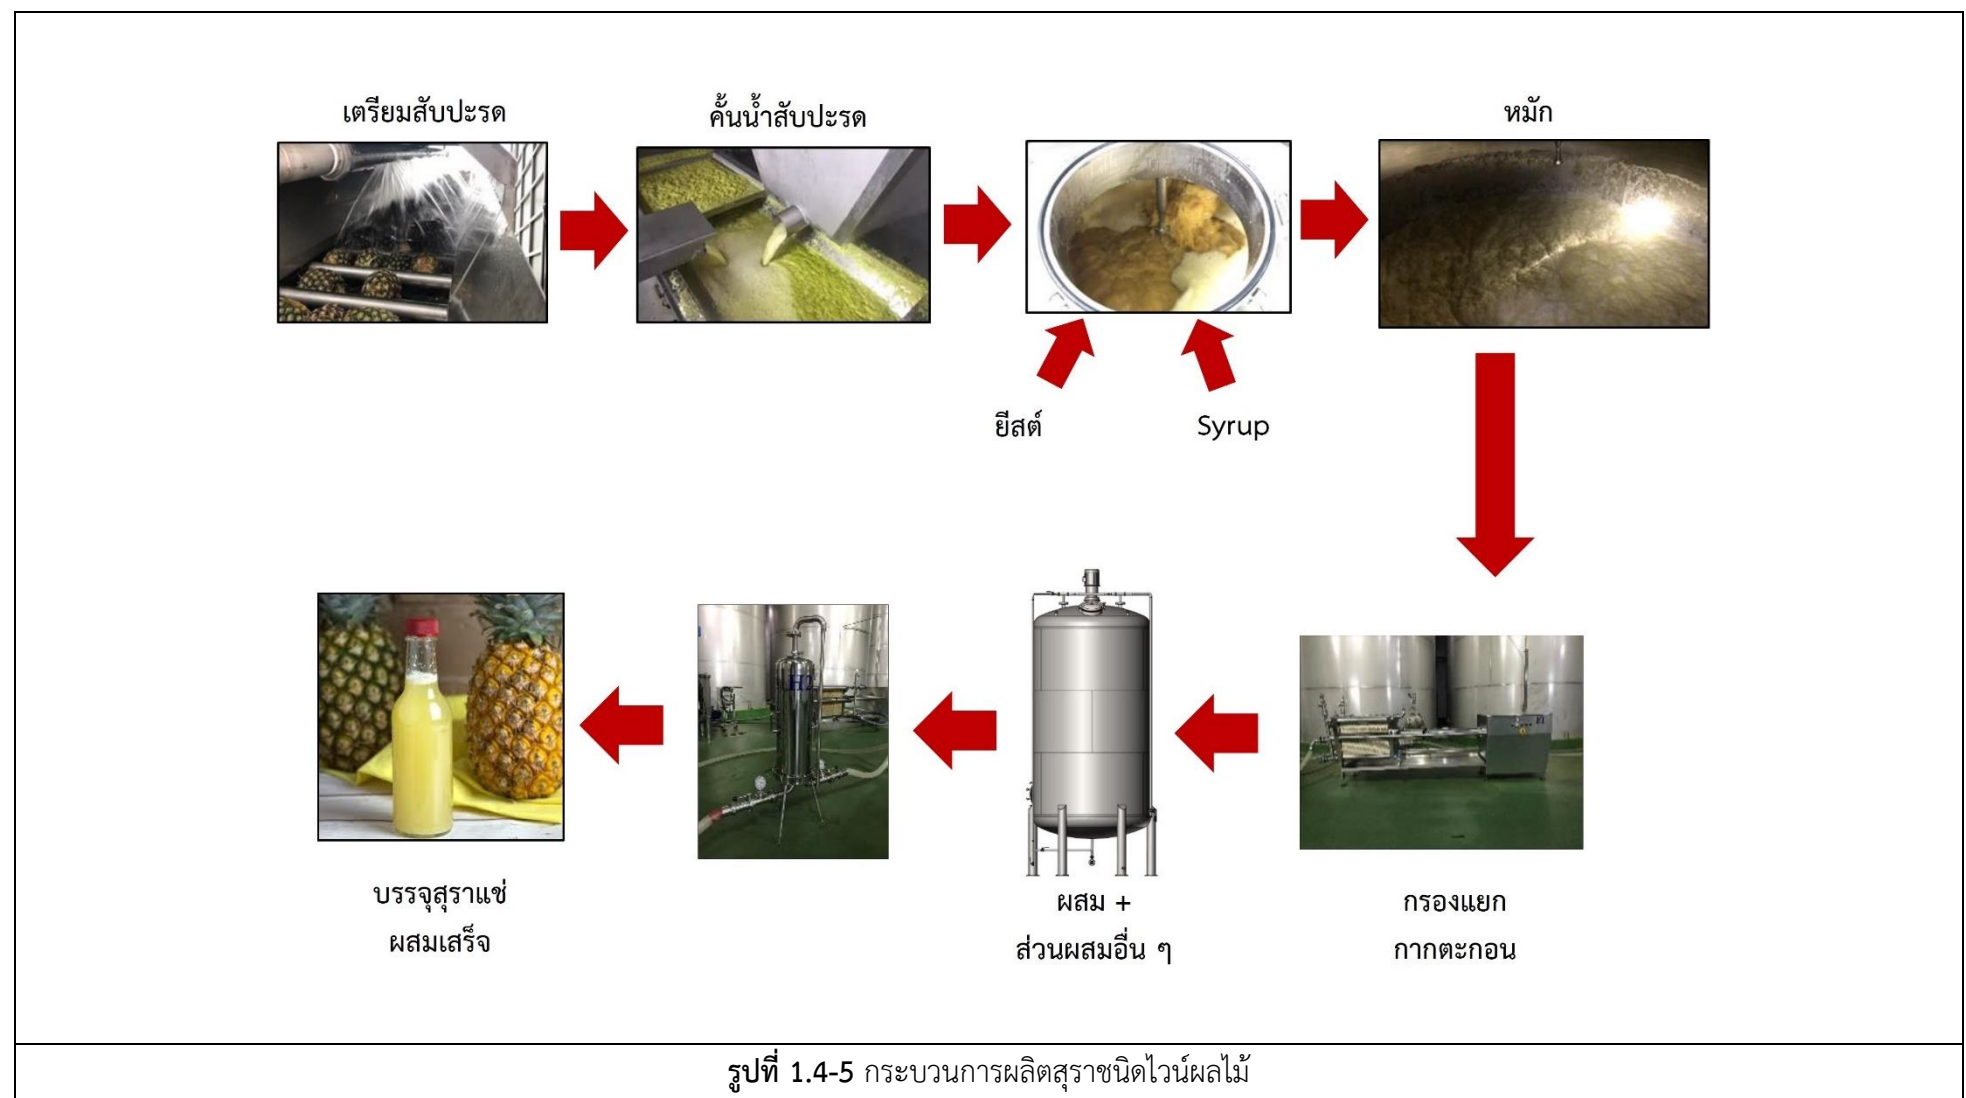 เตรียมสับปะรด
คั้นน้ำสับปะรด
หมัก
ยีสต์
Syrup
กรองแยก
กากตะกอน
ผสม +
ส่วนผสมอื่น ๆ
H2
บรรจุสุราแช่
ผสมเสร็จ
รูปที่ 1.4-5 กระบวนการผลิตสุราชนิดไวน์ผลไม้